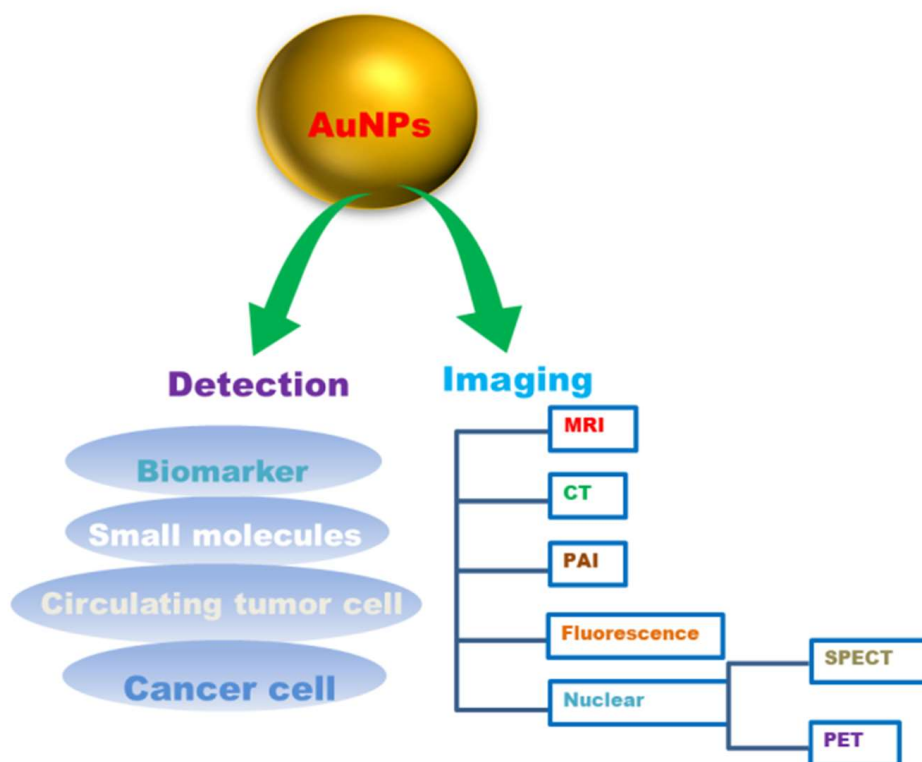 AuNPs
Detection
Biomarker
Small molecules
Circulating tumor cell
Cancer cell
Imaging
MRI
CT
PAI
Fluorescence
Nuclear
SPECT
PET